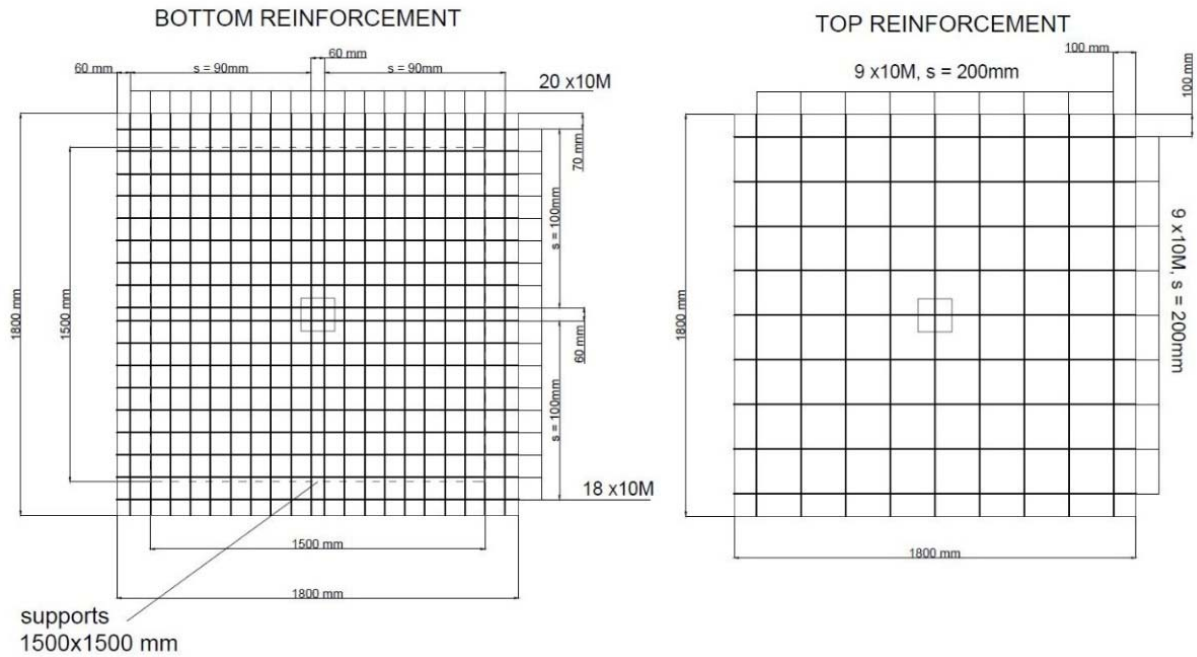 BOTTOM REINFORCEMENT
60 mm
60 mm
s = 90mm
s = 90mm
20 x10M
70 mm
s = 100mm
60 mm
s = 100mm
18 x10M
1800 mm
1500 mm
1500 mm
1800 mm
supports
1500x1500 mm
TOP REINFORCEMENT
100 mm
9 x10M, s = 200mm
100 mm
9 x10M, s = 200mm
1800 mm
1800 mm